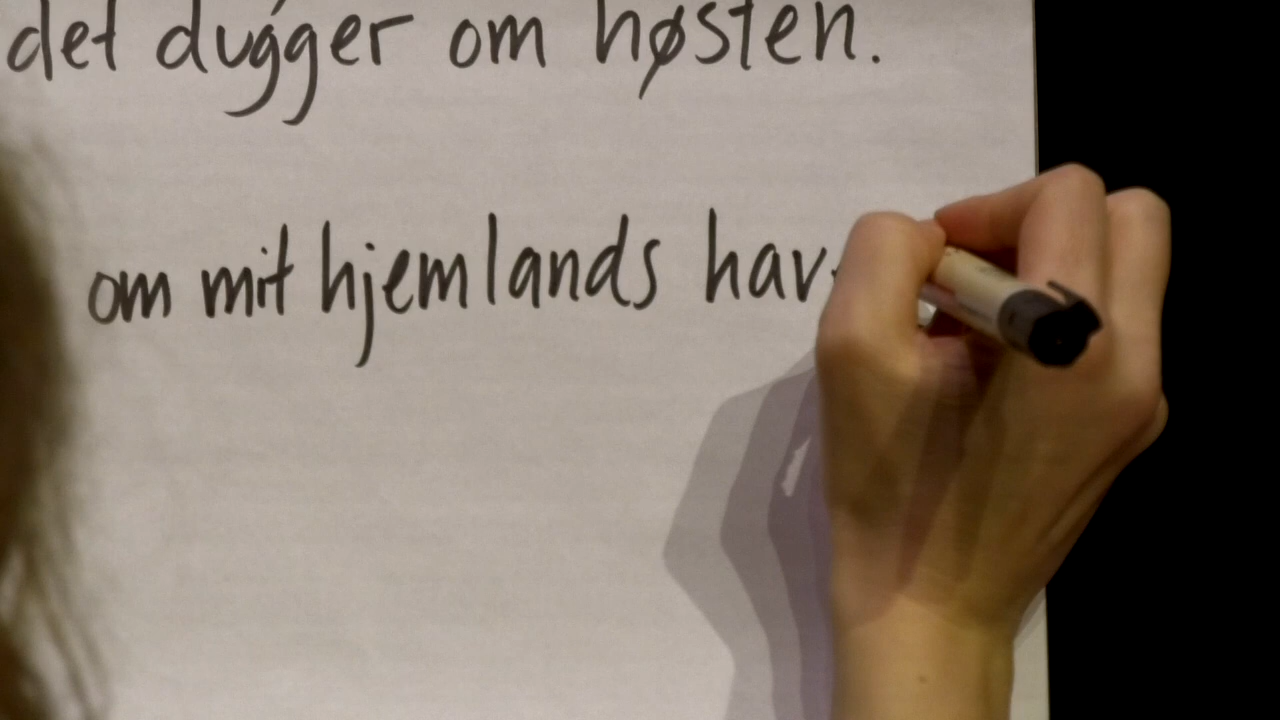 det dugger om høsten.
om mit hjemlands hav